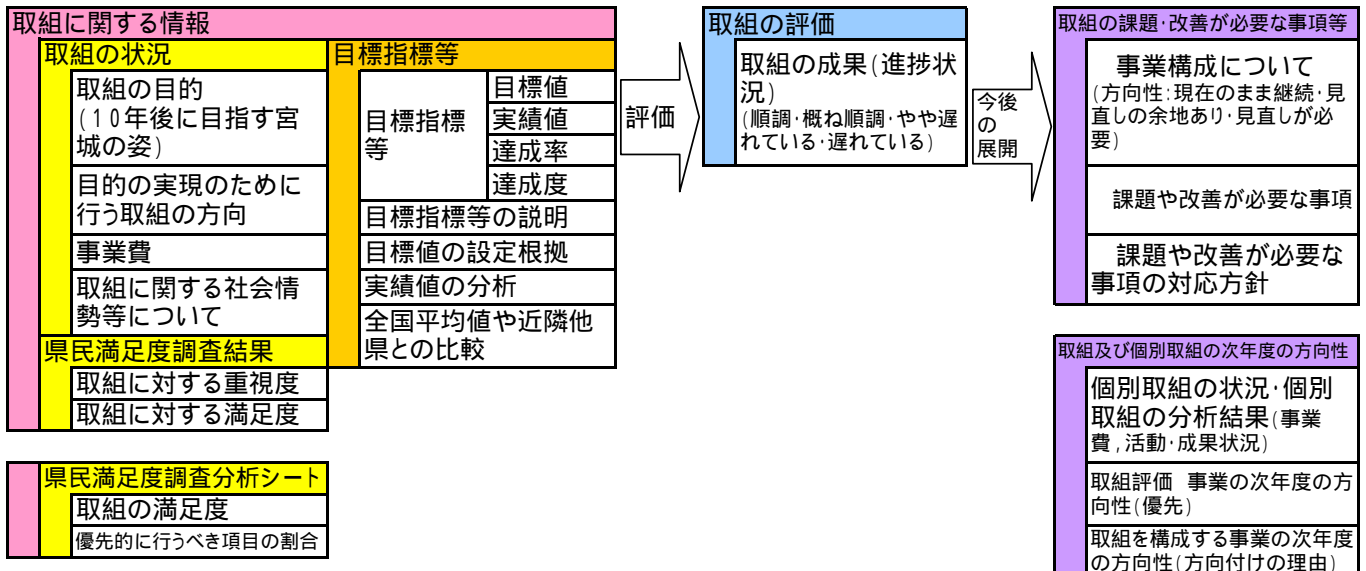 取組に関する情報
取組の状況
取組の目的
(10年後に目指す宮
城の姿)
目的の実現のために
行う取組の方向
事業費
取組に関する社会情
勢等について
県民満足度調査結果
取組に対する重視度
取組に対する満足度
目標指標等
目標指標
等
目標値
実績値
達成率
達成度
目標指標等の説明
目標値の設定根拠
実績値の分析
全国平均値や近隣他
県との比較
県民満足度調査分析シート
取組の満足度
優先的に行うべき項目の割合
評価
取組の評価
取組の成果(進捗状
況)
(順調・概ね順調・やや遅
れている・遅れている)
今後
の
展開
取組の課題・改善が必要な事項等
事業構成について
(方向性:現在のまま継続・見
直しの余地あり・見直しが必
要)
課題や改善が必要な事項
課題や改善が必要な
事項の対応方針
取組及び個別取組の次年度の方向性
個別取組の状況・個別
取組の分析結果(事業
費,活動・成果状況)
取組評価 事業の次年度の方
向性(優先)
取組を構成する事業の次年度
の方向性(方向付けの理由)